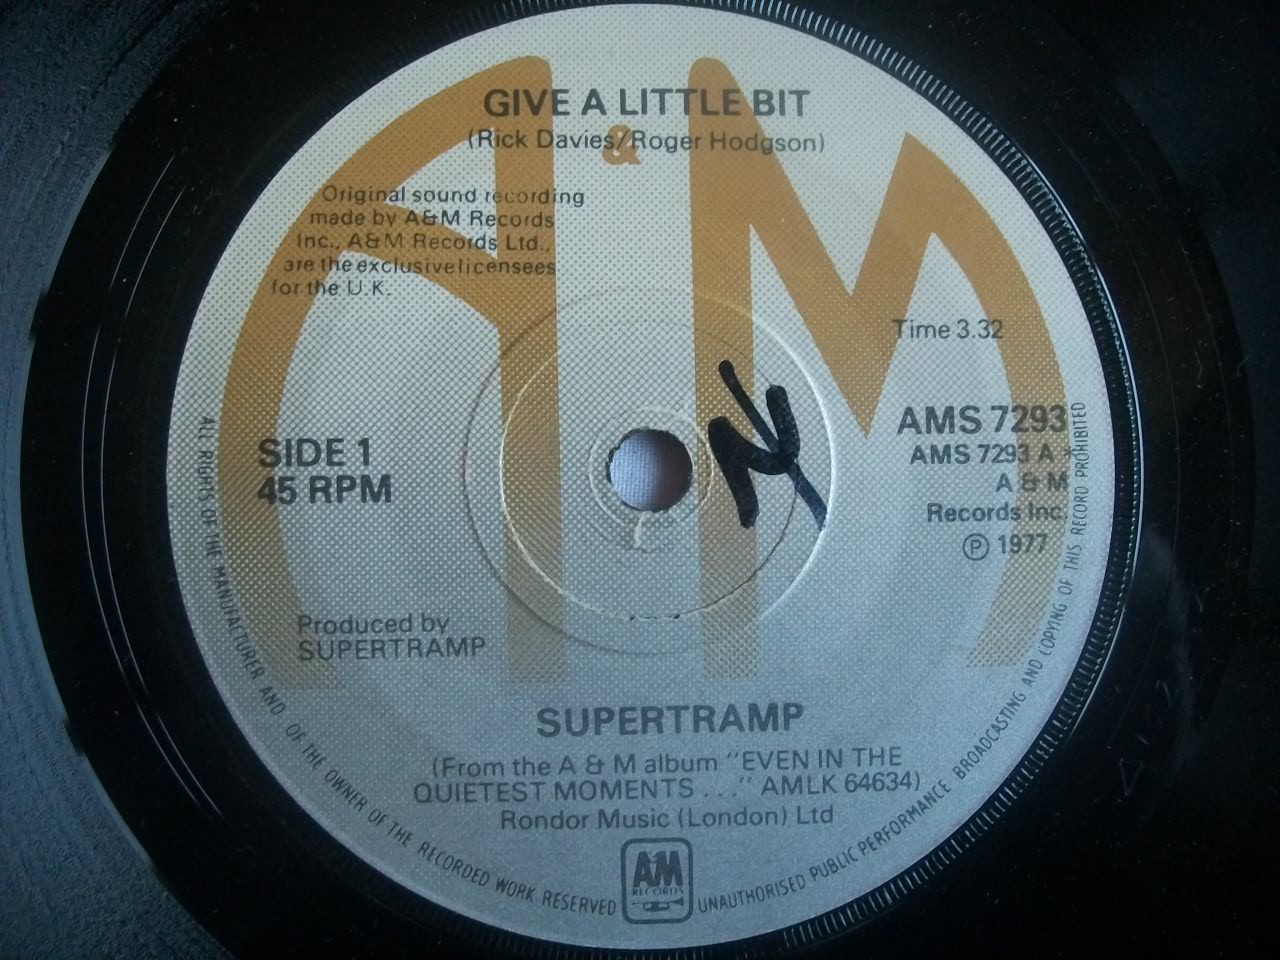 GIVE A LITTLE BIT
(Rick Davies/Roger Hodgson)
&
Original sound recording
made by A&M Records
Inc., A&M Records Ltd.,
are the exclusive licensees
for the U.K.
Time 3.32
SIDE 1
45 RPM
AMS 7293
AMS 7293 A *
A & M
Records Inc.
Ⓟ 1977
Produced by
SUPERTRAMP
SUPERTRAMP
(From the A & M album "EVEN IN THE
QUIETEST MOMENTS . . ." AMLK 64634)
Rondor Music (London) Ltd
A&M
RECORDS
ALL RIGHTS OF THE MANUFACTURER AND OF THE OWNER OF THE RECORDED WORK RESERVED
UNAUTHORISED PUBLIC PERFORMANCE BROADCASTING AND COPYING OF THIS RECORD PROHIBITED